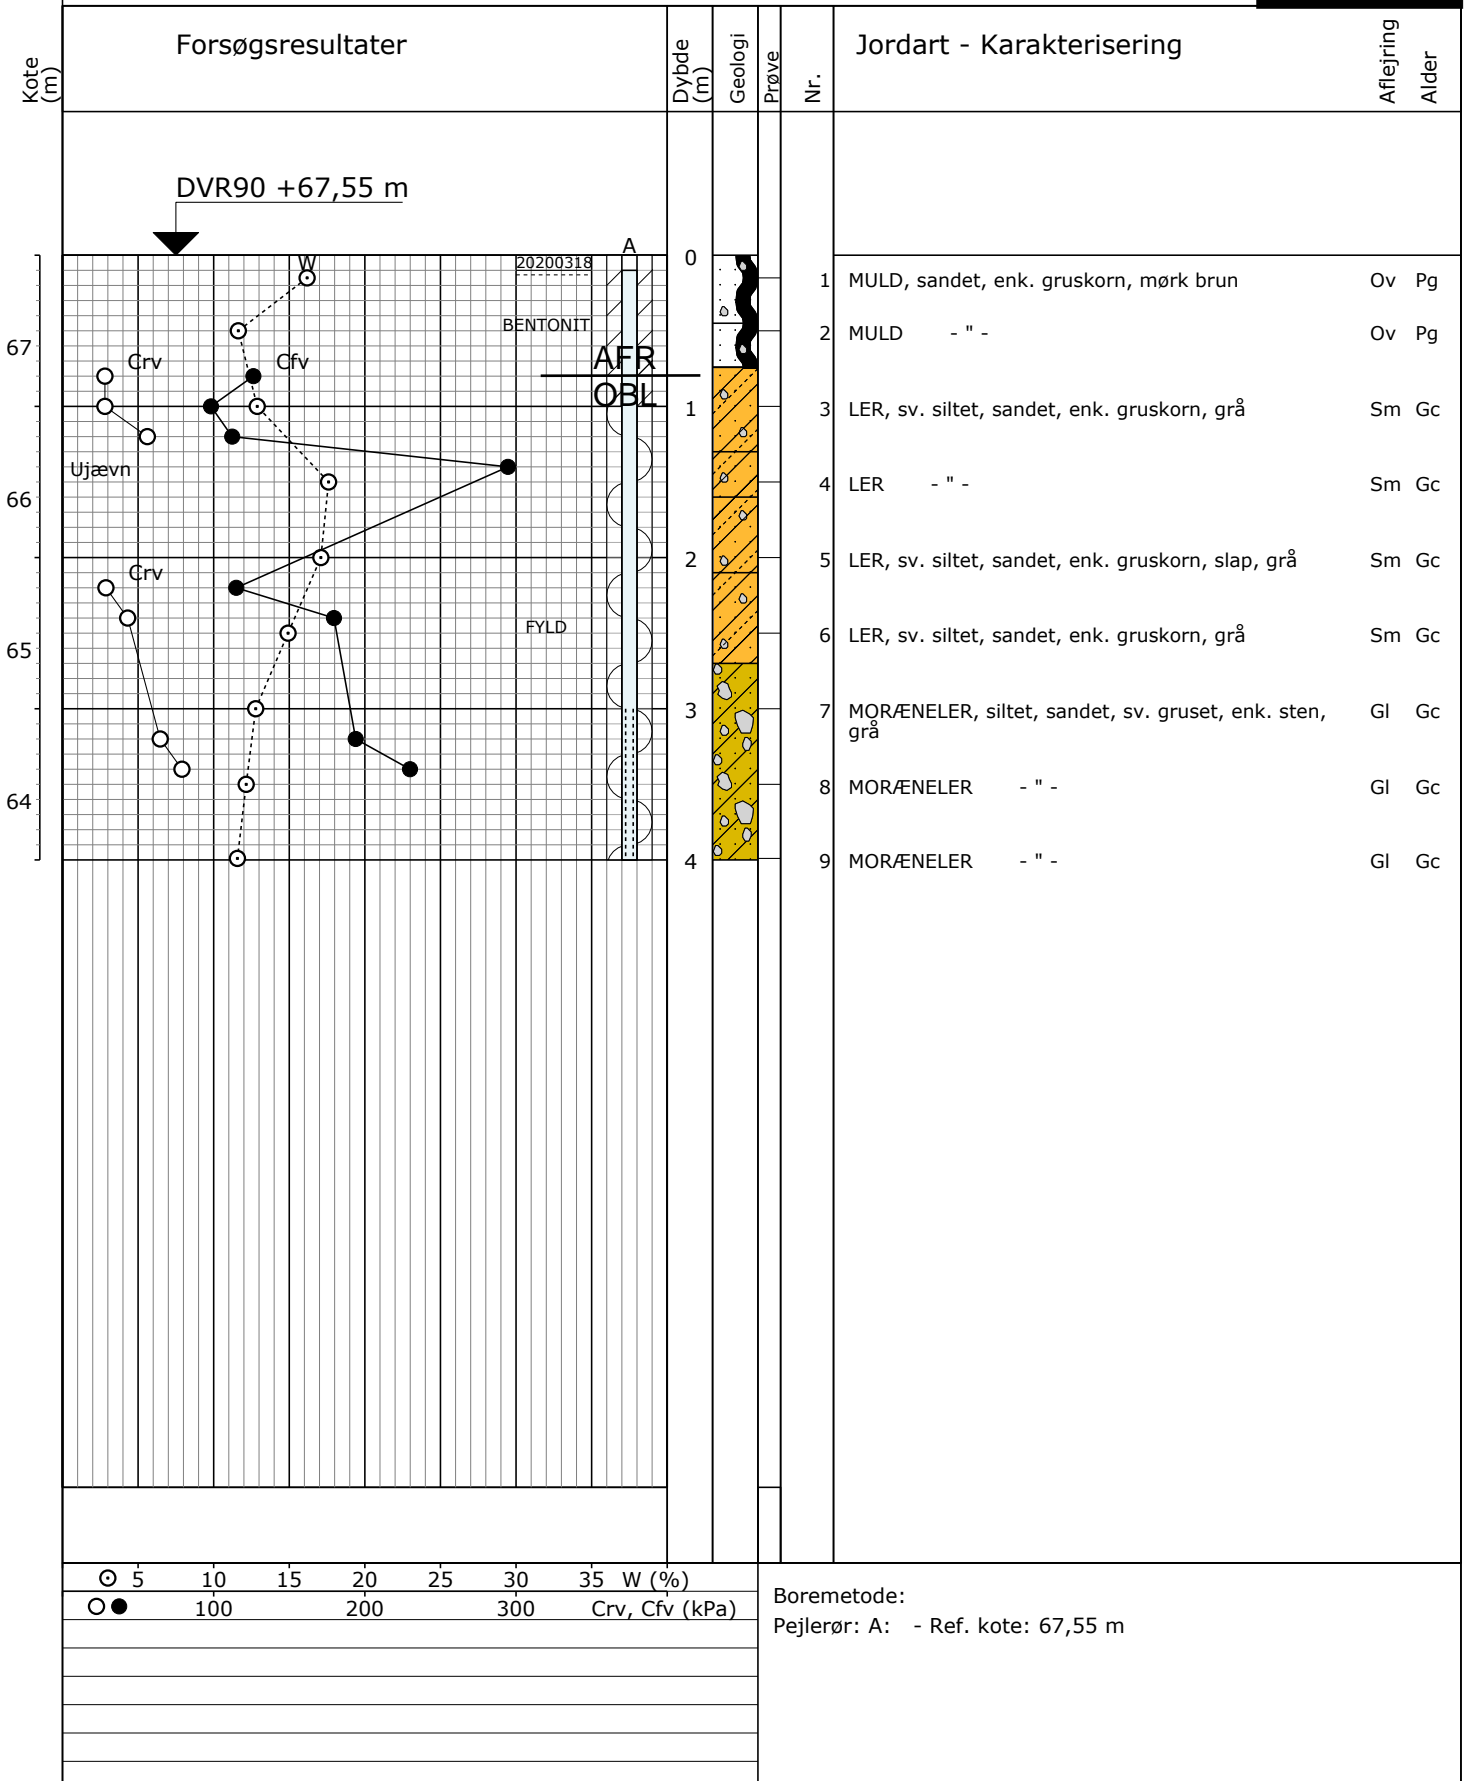 Kote (m)
Forsøgsresultater
Dybde (m)
Geologi
Prøve
Nr.
Jordart - Karakterisering
Aflejring
Alder
DVR90 +67,55 m
W
20200318
A
0
1 MULD, sandet, enk. gruskorn, mørk brun Ov Pg
BENTONIT
2 MULD - " - Ov Pg
67
Crv
Cfv
AFR
OBL
1
3 LER, sv. siltet, sandet, enk. gruskorn, grå Sm Gc
Ujævn
66
4 LER - " - Sm Gc
2
5 LER, sv. siltet, sandet, enk. gruskorn, slap, grå Sm Gc
Crv
FYLD
65
6 LER, sv. siltet, sandet, enk. gruskorn, grå Sm Gc
3
7 MORÆNELER, siltet, sandet, sv. gruset, enk. sten, Gl Gc
grå
64
8 MORÆNELER - " - Gl Gc
4
9 MORÆNELER - " - Gl Gc
5 10 15 20 25 30 35 W (%)
100 200 300 Crv, Cfv (kPa)
Boremetode:
Pejlerør: A: - Ref. kote: 67,55 m